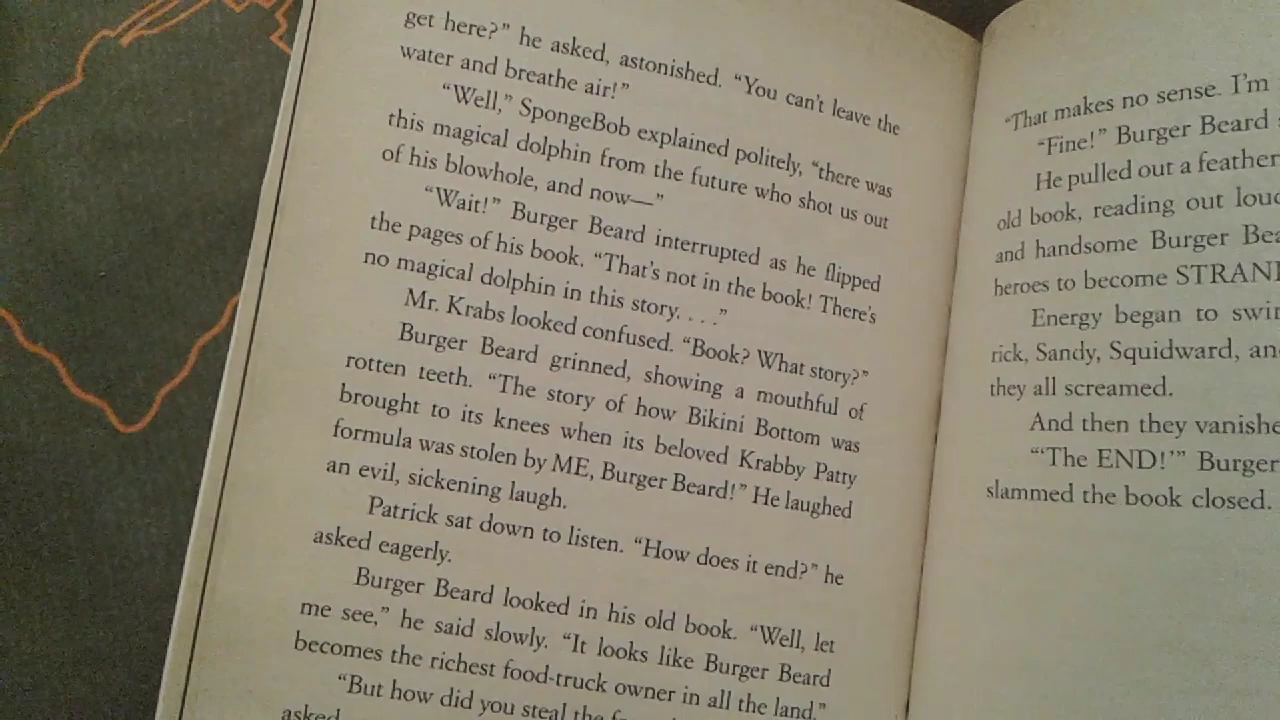 get here?” he asked, astonished. “You can’t leave the
water and breathe air!”
“Well,” SpongeBob explained politely, “there was
this magical dolphin from the future who shot us out
of his blowhole, and now—”
“Wait!” Burger Beard interrupted as he flipped
the pages of his book. “That’s not in the book! There’s
no magical dolphin in this story. . . .”
Mr. Krabs looked confused. “Book? What story?”
Burger Beard grinned, showing a mouthful of
rotten teeth. “The story of how Bikini Bottom was
brought to its knees when its beloved Krabby Patty
formula was stolen by ME, Burger Beard!” He laughed
an evil, sickening laugh.
Patrick sat down to listen. “How does it end?” he
asked eagerly.
Burger Beard looked in his old book. “Well, let
me see,” he said slowly. “It looks like Burger Beard
becomes the richest food-truck owner in all the land.”
“But how did you steal the
asked
“That makes no sense. I’m
“Fine!” Burger Beard
He pulled out a feather
old book, reading out
and handsome Burger
heroes to become
Energy began to
rick, Sandy, Squidward,
they all screamed.
And then they
“‘The END!’” Burger
slammed the book closed.